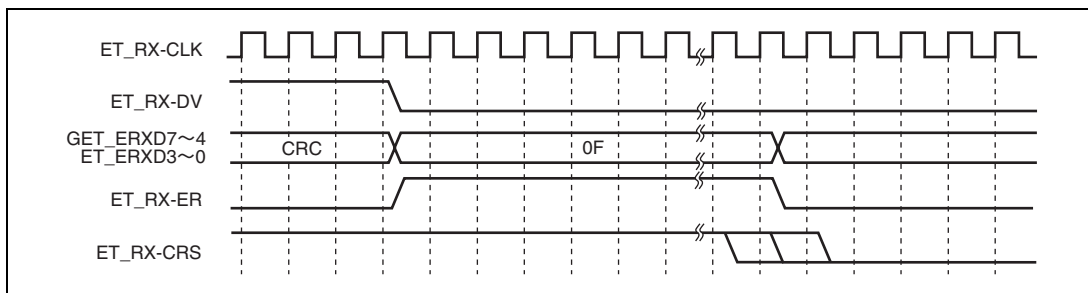 ET_RX-CLK
ET_RX-DV
GET_ERXD7～4
ET_ERXD3～0
CRC
0F
ET_RX-ER
ET_RX-CRS